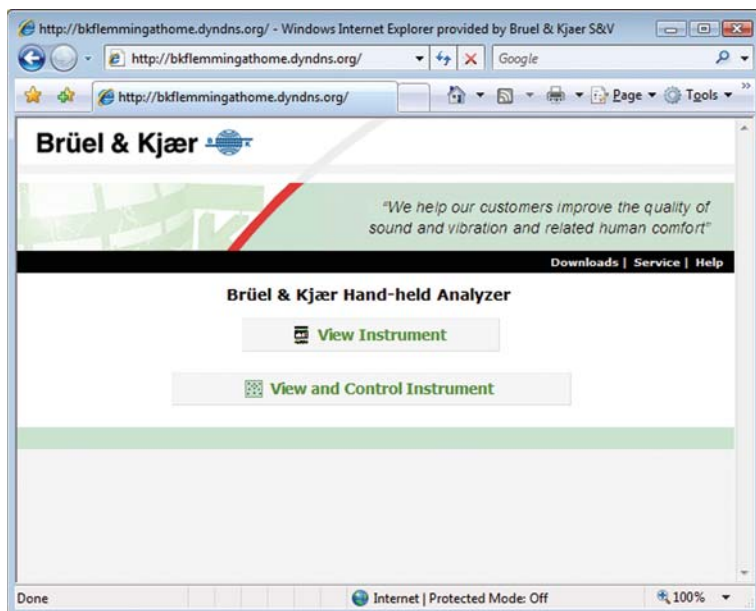 http://bkflemmingathome.dyndns.org/ - Windows Internet Explorer provided by Bruel & Kjaer S&V
http://bkflemmingathome.dyndns.org/
Google
http://bkflemmingathome.dyndns.org/
Page
Tools
»
Brüel & Kjær
“We help our customers improve the quality of
sound and vibration and related human comfort”
Downloads | Service | Help
Brüel & Kjær Hand-held Analyzer
View Instrument
View and Control Instrument
Done
Internet | Protected Mode: Off
100%